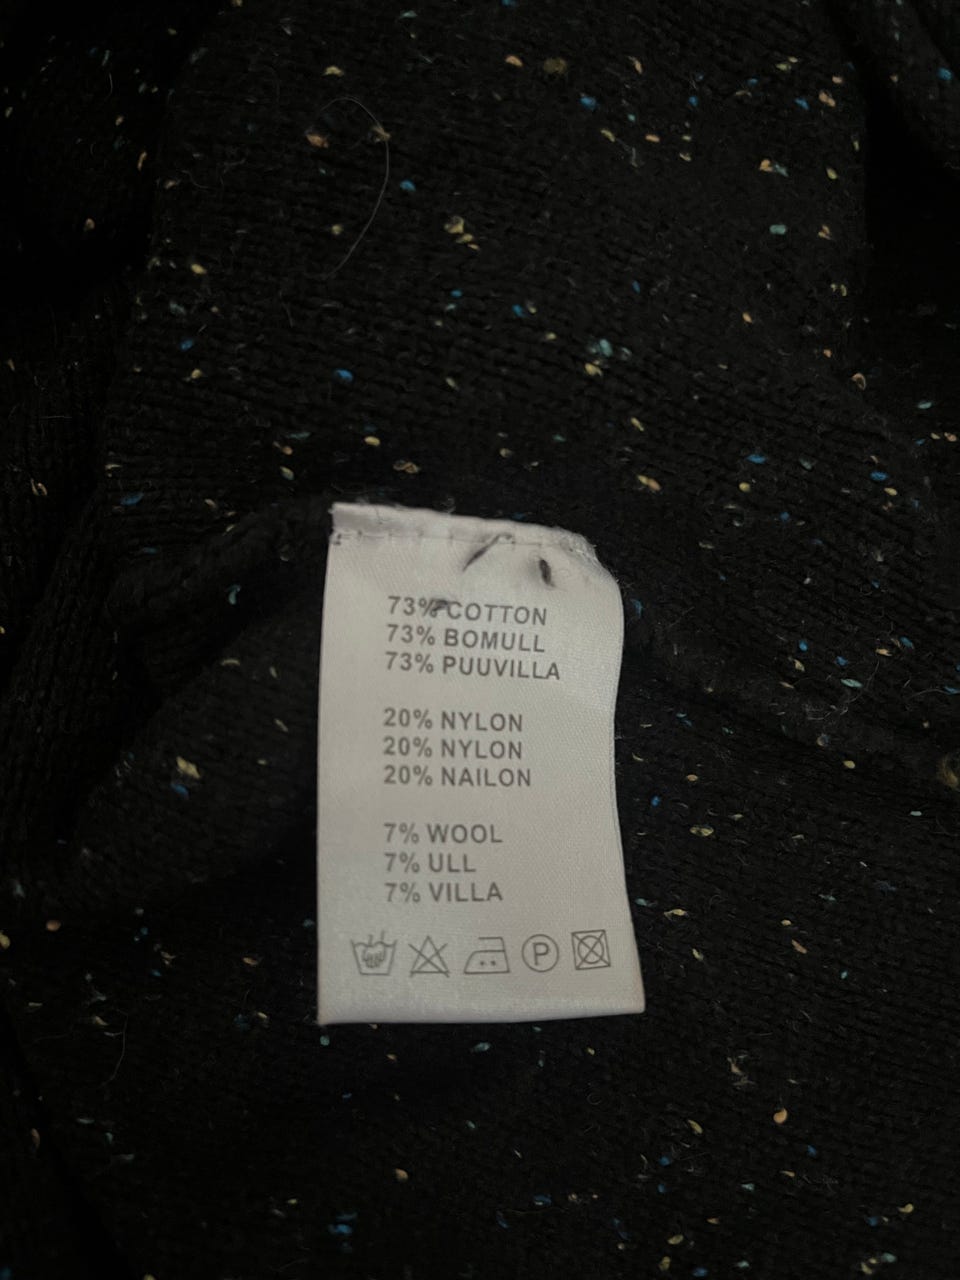 73% COTTON
73% BOMULL
73% PUUVILLA
20% NYLON
20% NYLON
20% NAILON
7% WOOL
7% ULL
7% VILLA
P